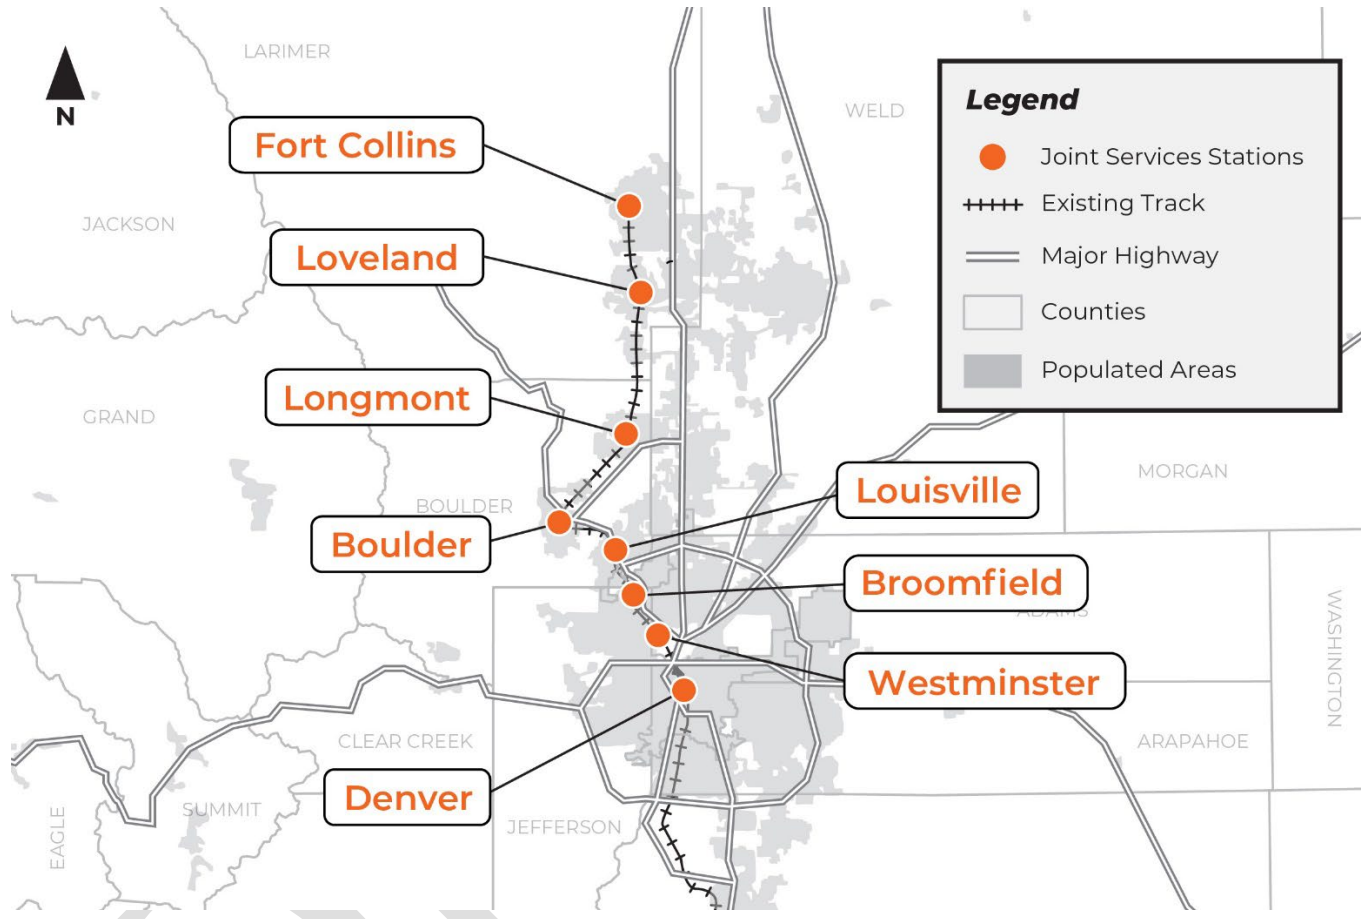 LARIMER
N
WELD
Legend
Joint Services Stations
Existing Track
Major Highway
Counties
Populated Areas
Fort Collins
JACKSON
Loveland
Longmont
GRAND
MORGAN
Louisville
BOULDER
Boulder
Broomfield
ADAMS
WASHINGTON
Westminster
CLEAR CREEK
ARAPAHOE
Denver
SUMMIT
EAGLE
JEFFERSON